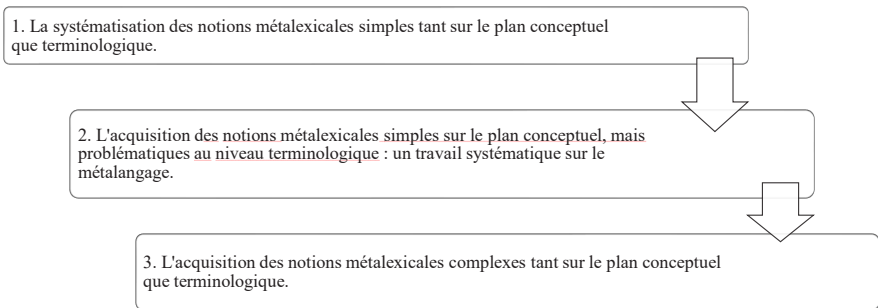 1. La systématisation des notions métalexicales simples tant sur le plan conceptuel
que terminologique.
2. L'acquisition des notions métalexicales simples sur le plan conceptuel, mais
problématiques au niveau terminologique : un travail systématique sur le
métalangage.
3. L'acquisition des notions métalexicales complexes tant sur le plan conceptuel
que terminologique.